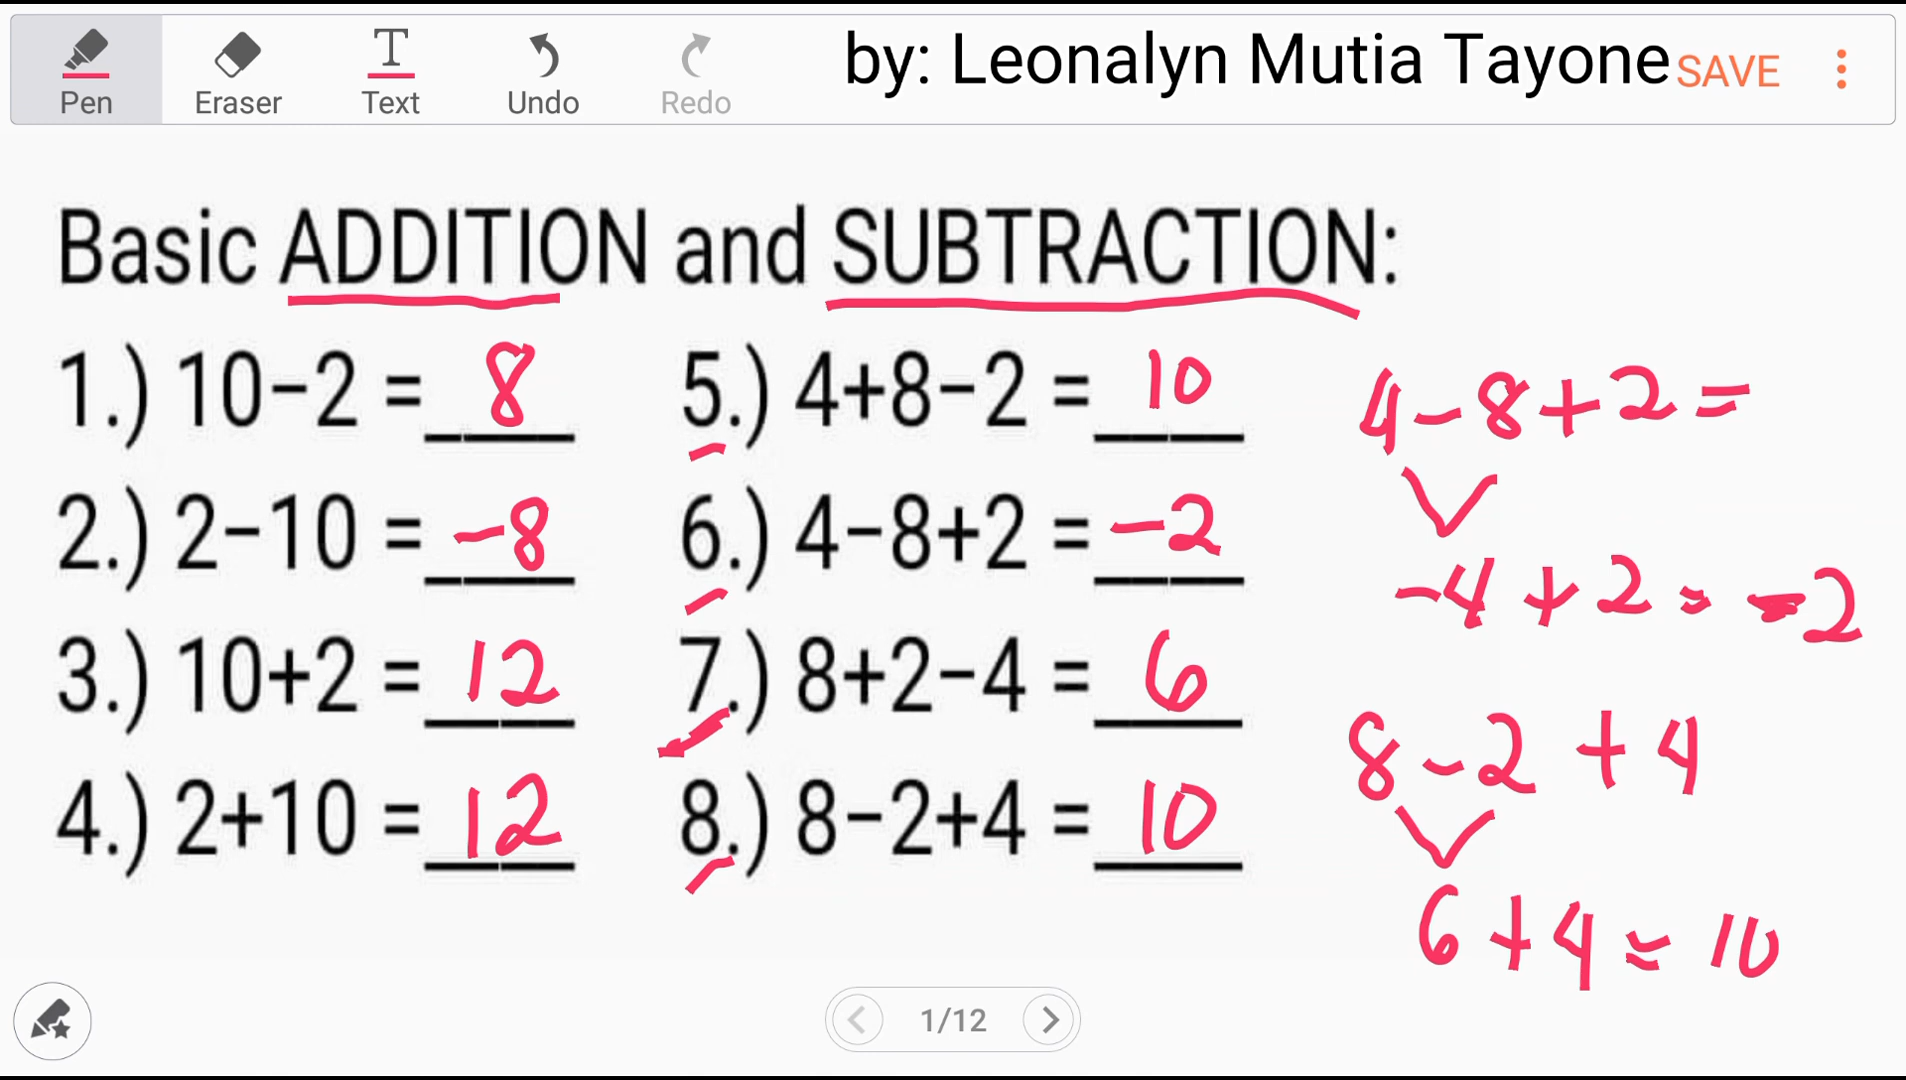 Pen Eraser Text Undo Redo by: Leonalyn Mutia Tayone SAVE
Basic ADDITION and SUBTRACTION:
1.) 10−2 = 8
2.) 2−10 = −8
3.) 10+2 = 12
4.) 2+10 = 12
5.) 4+8−2 = 10
6.) 4−8+2 = −2
7.) 8+2−4 = 6
8.) 8−2+4 = 10
4−8+2=
−4+2=−2
8−2+4
6+4=10
1/12